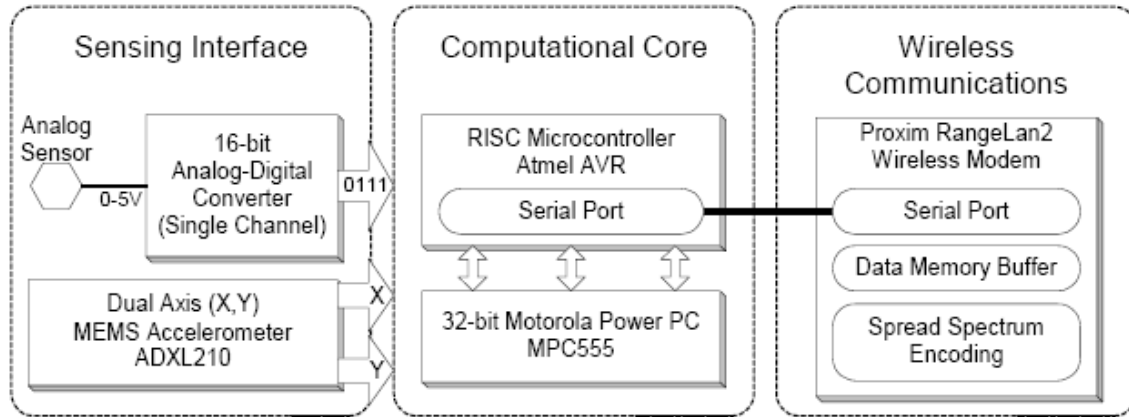 Sensing Interface
Analog
Sensor
0-5V
16-bit
Analog-Digital
Converter
(Single Channel)
0111
Dual Axis (X,Y)
MEMS Accelerometer
ADXL210
X
Y
Computational Core
RISC Microcontroller
Atmel AVR
Serial Port
32-bit Motorola Power PC
MPC555
Wireless
Communications
Proxim RangeLan2
Wireless Modem
Serial Port
Data Memory Buffer
Spread Spectrum
Encoding